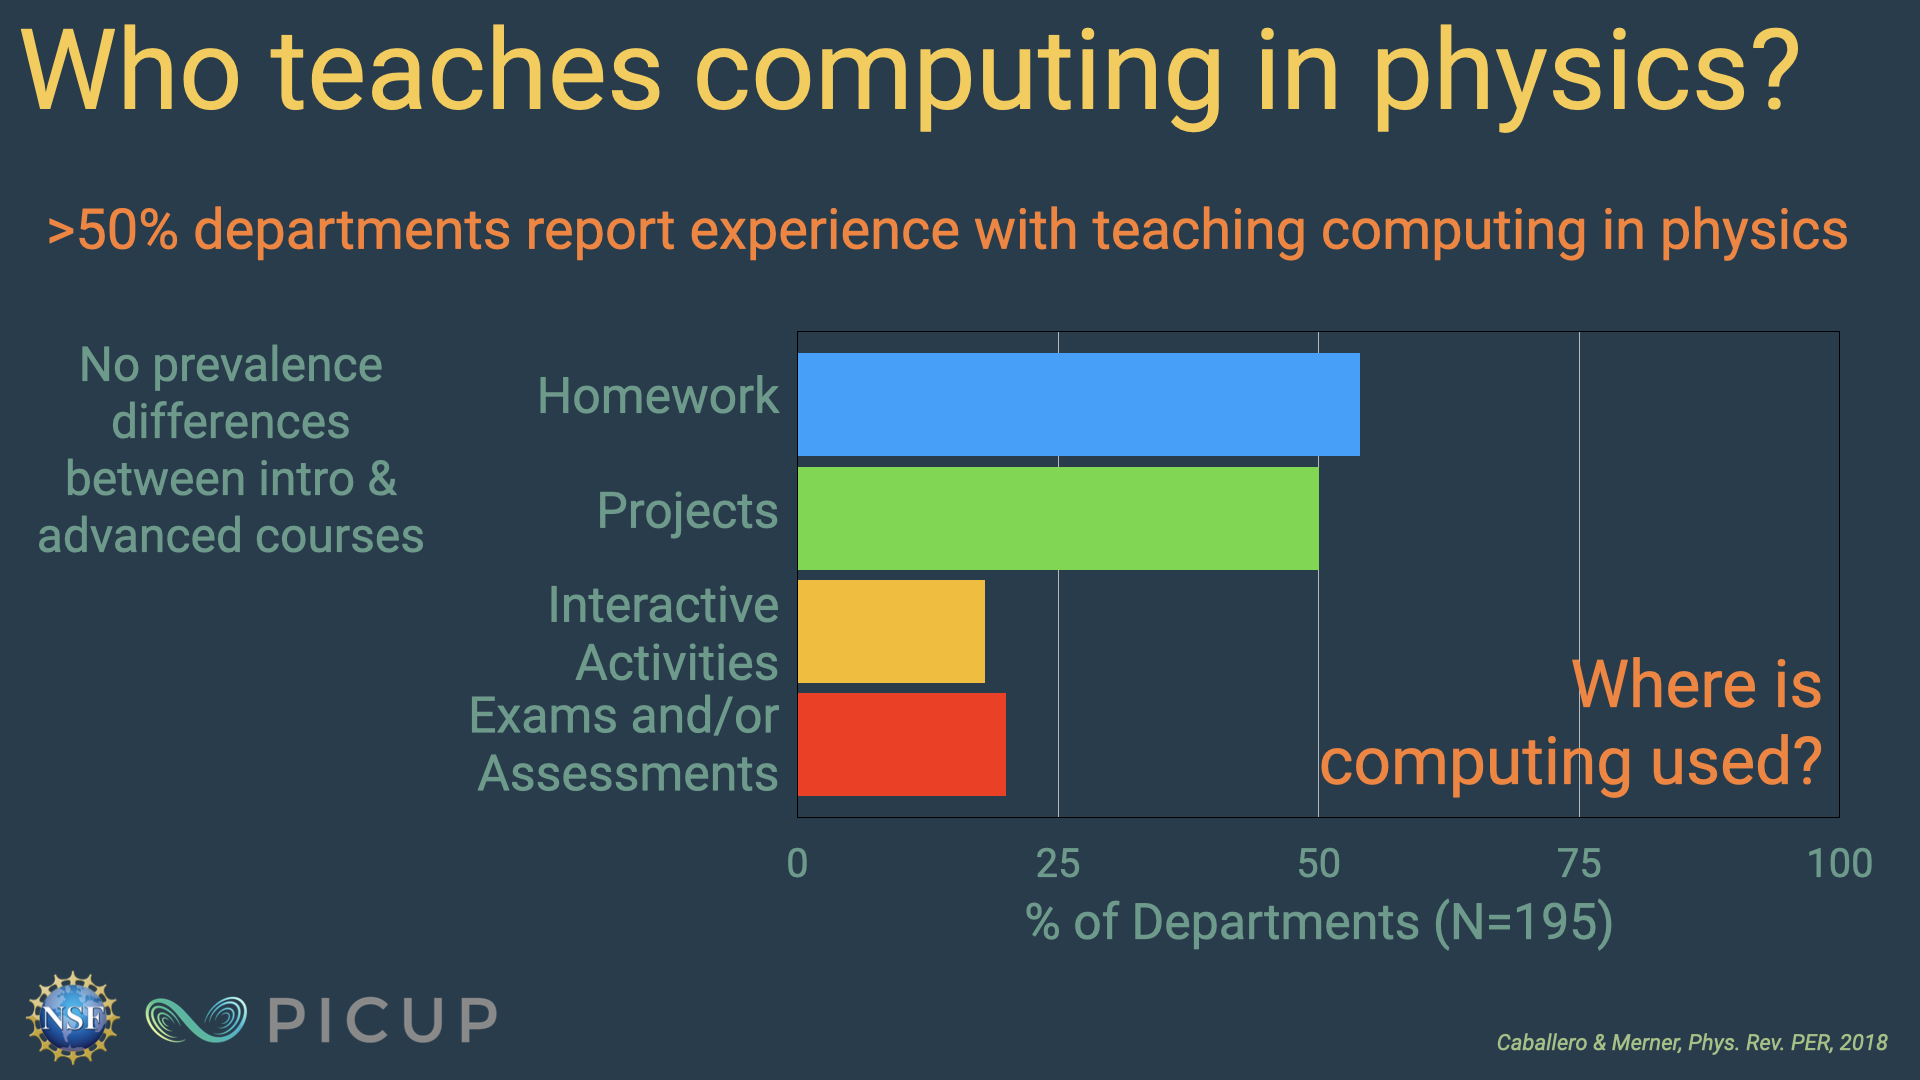 Who teaches computing in physics?
>50% departments report experience with teaching computing in physics
No prevalence
differences
between intro &
advanced courses
Homework
Projects
Interactive
Activities
Exams and/or
Assessments
Where is
computing used?
0 25 50 75 100
% of Departments (N=195)
NSF
PICUP
Caballero & Merner, Phys. Rev. PER, 2018